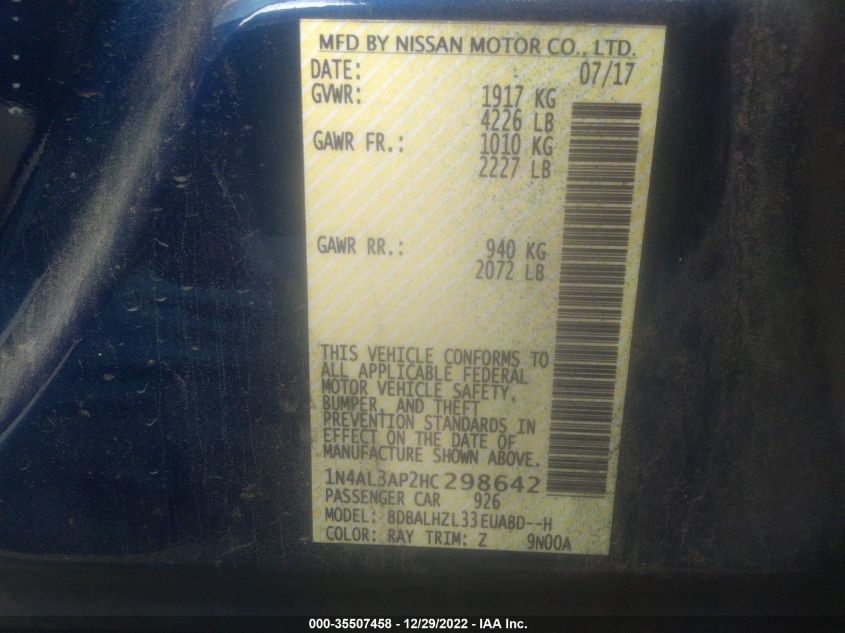 MFD BY NISSAN MOTOR CO., LTD.
DATE: 07/17
GVWR: 1917 KG
4226 LB
GAWR FR.: 1010 KG
2227 LB
GAWR RR.: 940 KG
2072 LB
THIS VEHICLE CONFORMS TO
ALL APPLICABLE FEDERAL
MOTOR VEHICLE SAFETY,
BUMPER, AND THEFT
PREVENTION STANDARDS IN
EFFECT ON THE DATE OF
MANUFACTURE SHOWN ABOVE.
1N4AL3AP2HC298642
PASSENGER CAR 926
MODEL: BDBALHZL33EUABD--H
COLOR: RAY TRIM: Z 9N00A
000-35507458 - 12/29/2022 - IAA Inc.